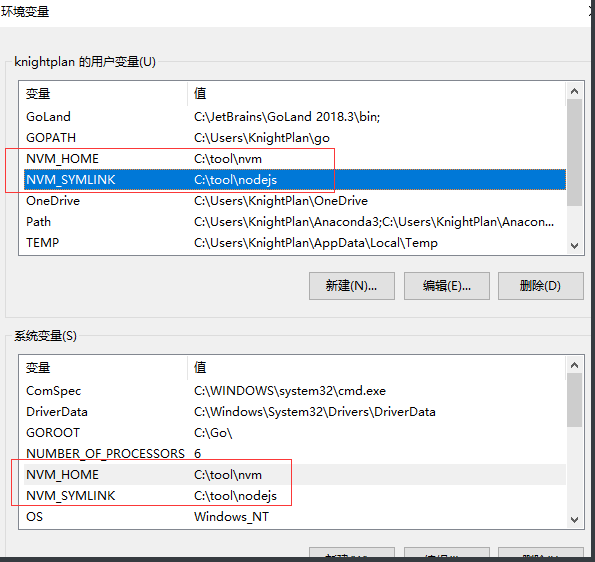 环境变量
knightplan 的用户变量(U)
变量 值
GoLand C:\JetBrains\GoLand 2018.3\bin;
GOPATH C:\Users\KnightPlan\go
NVM_HOME C:\tool\nvm
NVM_SYMLINK C:\tool\nodejs
OneDrive C:\Users\KnightPlan\OneDrive
Path C:\Users\KnightPlan\Anaconda3;C:\Users\KnightPlan\Anacon...
TEMP C:\Users\KnightPlan\AppData\Local\Temp
新建(N)... 编辑(E)... 删除(D)
系统变量(S)
变量 值
ComSpec C:\WINDOWS\system32\cmd.exe
DriverData C:\Windows\System32\Drivers\DriverData
GOROOT C:\Go\
NUMBER_OF_PROCESSORS 6
NVM_HOME C:\tool\nvm
NVM_SYMLINK C:\tool\nodejs
OS Windows_NT